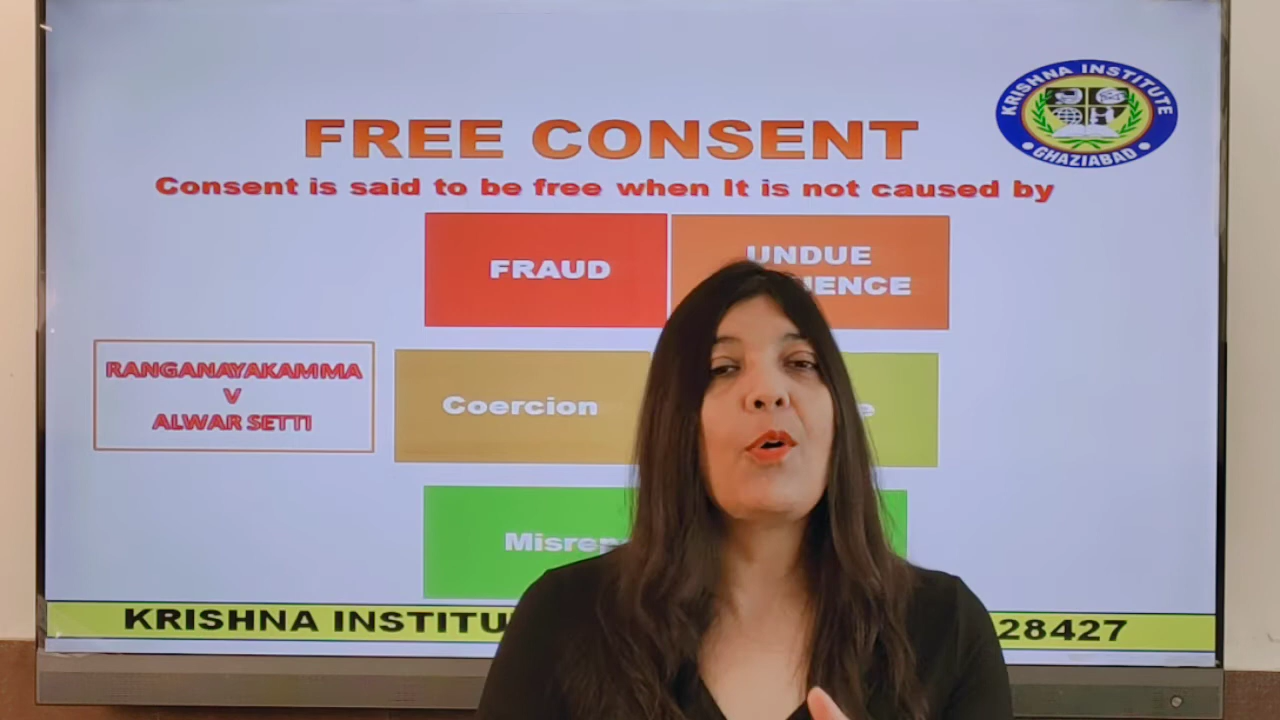 KRISHNA INSTITUTE
GHAZIABAD
FREE CONSENT
Consent is said to be free when It is not caused by
FRAUD
UNDUE
RANGANAYAKAMMA
V
ALWAR SETTI
Coercion
KRISHNA
28427